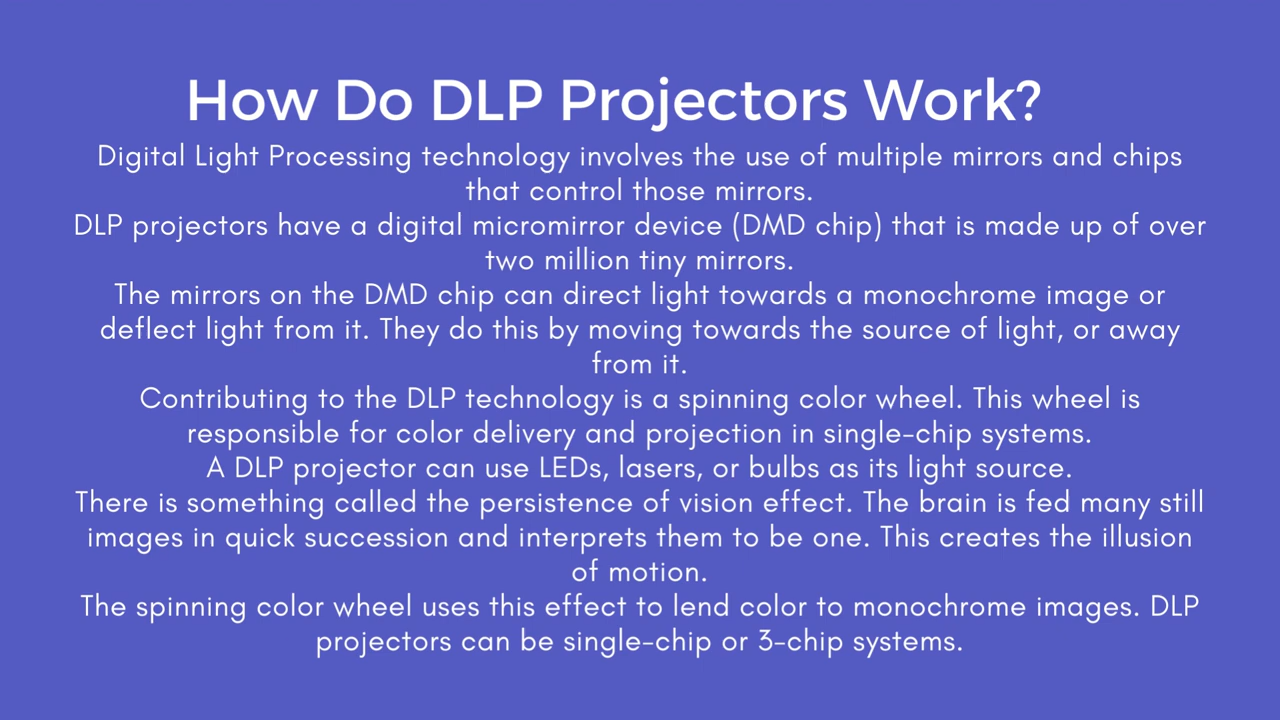 How Do DLP Projectors Work?
Digital Light Processing technology involves the use of multiple mirrors and chips
that control those mirrors.
DLP projectors have a digital micromirror device (DMD chip) that is made up of over
two million tiny mirrors.
The mirrors on the DMD chip can direct light towards a monochrome image or
deflect light from it. They do this by moving towards the source of light, or away
from it.
Contributing to the DLP technology is a spinning color wheel. This wheel is
responsible for color delivery and projection in single-chip systems.
A DLP projector can use LEDs, lasers, or bulbs as its light source.
There is something called the persistence of vision effect. The brain is fed many still
images in quick succession and interprets them to be one. This creates the illusion
of motion.
The spinning color wheel uses this effect to lend color to monochrome images. DLP
projectors can be single-chip or 3-chip systems.